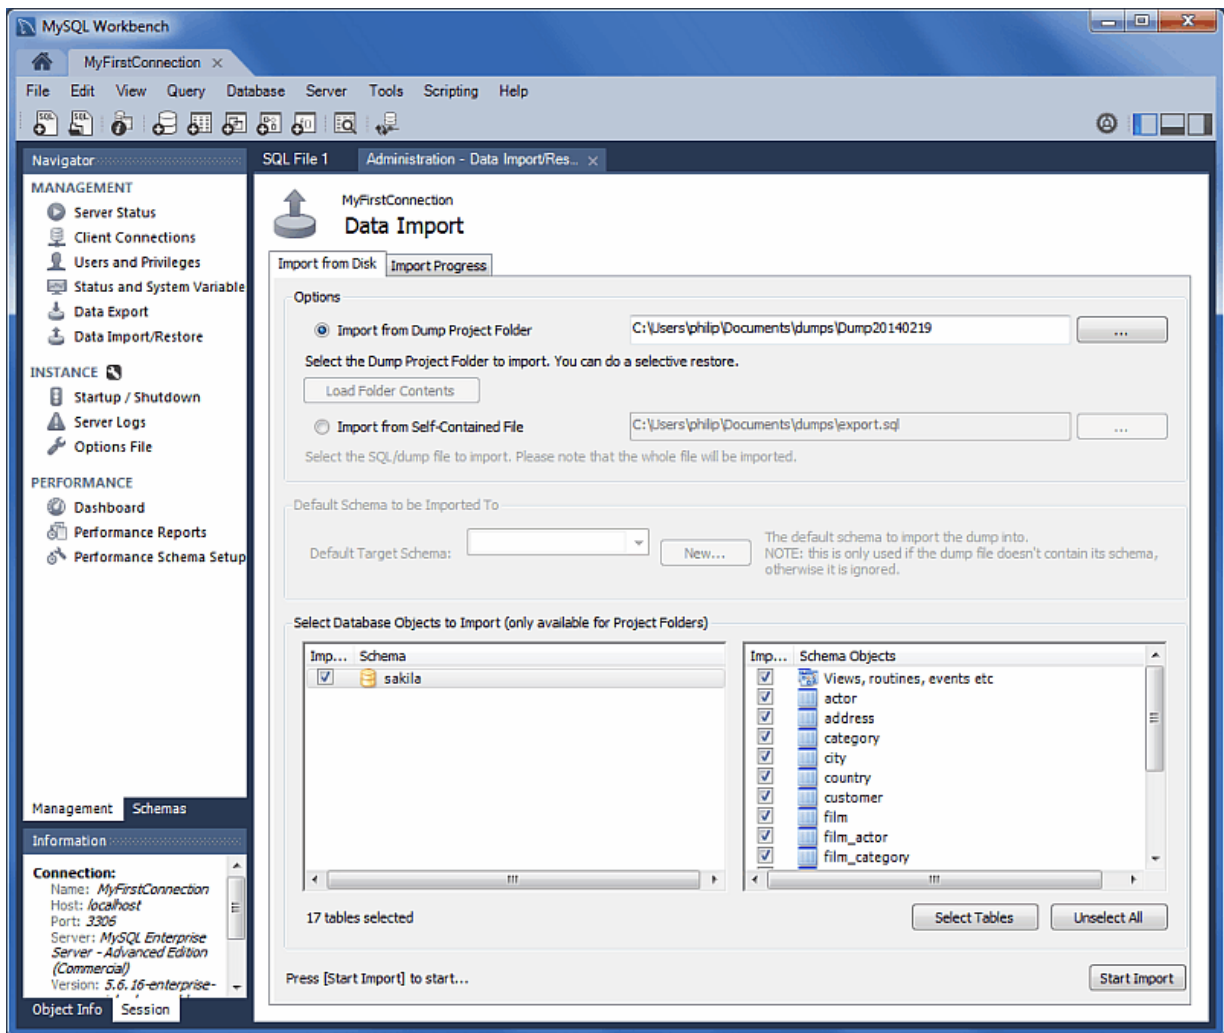 MySQL Workbench
MyFirstConnection
File Edit View Query Database Server Tools Scripting Help
Navigator
MANAGEMENT
Server Status
Client Connections
Users and Privileges
Status and System Variable
Data Export
Data Import/Restore
INSTANCE
Startup / Shutdown
Server Logs
Options File
PERFORMANCE
Dashboard
Performance Reports
Performance Schema Setup
Management Schemas
Information
Connection:
Name: MyFirstConnection
Host: localhost
Port: 3306
Server: MySQL Enterprise
Server - Advanced Edition
(Commercial)
Version: 5.6.16-enterprise-
Object Info Session
SQL File 1 Administration - Data Import/Res...
MyFirstConnection
Data Import
Import from Disk Import Progress
Options
Import from Dump Project Folder C:\Users\philip\Documents\dumps\Dump20140219 ...
Select the Dump Project Folder to import. You can do a selective restore.
Load Folder Contents
Import from Self-Contained File C:\Users\philip\Documents\dumps\export.sql ...
Select the SQL/dump file to import. Please note that the whole file will be imported.
Default Schema to be Imported To
Default Target Schema: New...
The default schema to import the dump into.
NOTE: this is only used if the dump file doesn't contain its schema,
otherwise it is ignored.
Select Database Objects to Import (only available for Project Folders)
Imp... Schema
sakila
Imp... Schema Objects
Views, routines, events etc
actor
address
category
city
country
customer
film
film_actor
film_category
17 tables selected
Select Tables Unselect All
Press [Start Import] to start...
Start Import